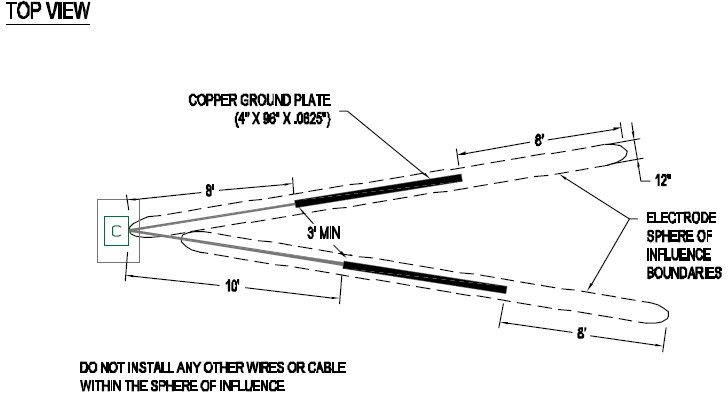 TOP VIEW
COPPER GROUND PLATE
(4" X 96" X .0625")
8'
12"
8'
C
3' MIN
ELECTRODE
SPHERE OF
INFLUENCE
BOUNDARIES
10'
8'
DO NOT INSTALL ANY OTHER WIRES OR CABLE
WITHIN THE SPHERE OF INFLUENCE